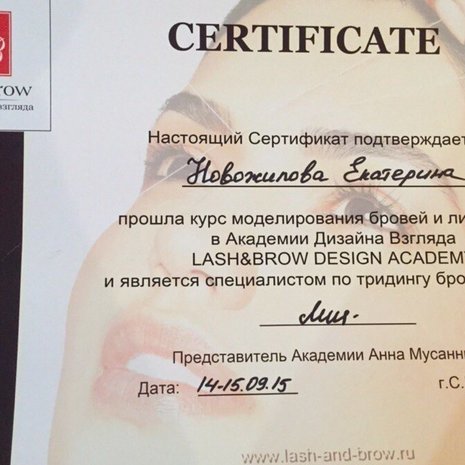 CERTIFICATE
row
взгляда
Настоящий Сертификат подтверждает
Новожилова Екатерина
прошла курс моделирования бровей и ли
в Академии Дизайна Взгляда
LASH&BROW DESIGN ACADEM
и является специалистом по тридингу бро
Представитель Академии Анна Мусанн
Дата: 14-15.09.15 г.С.
www.lash-and-brow.ru